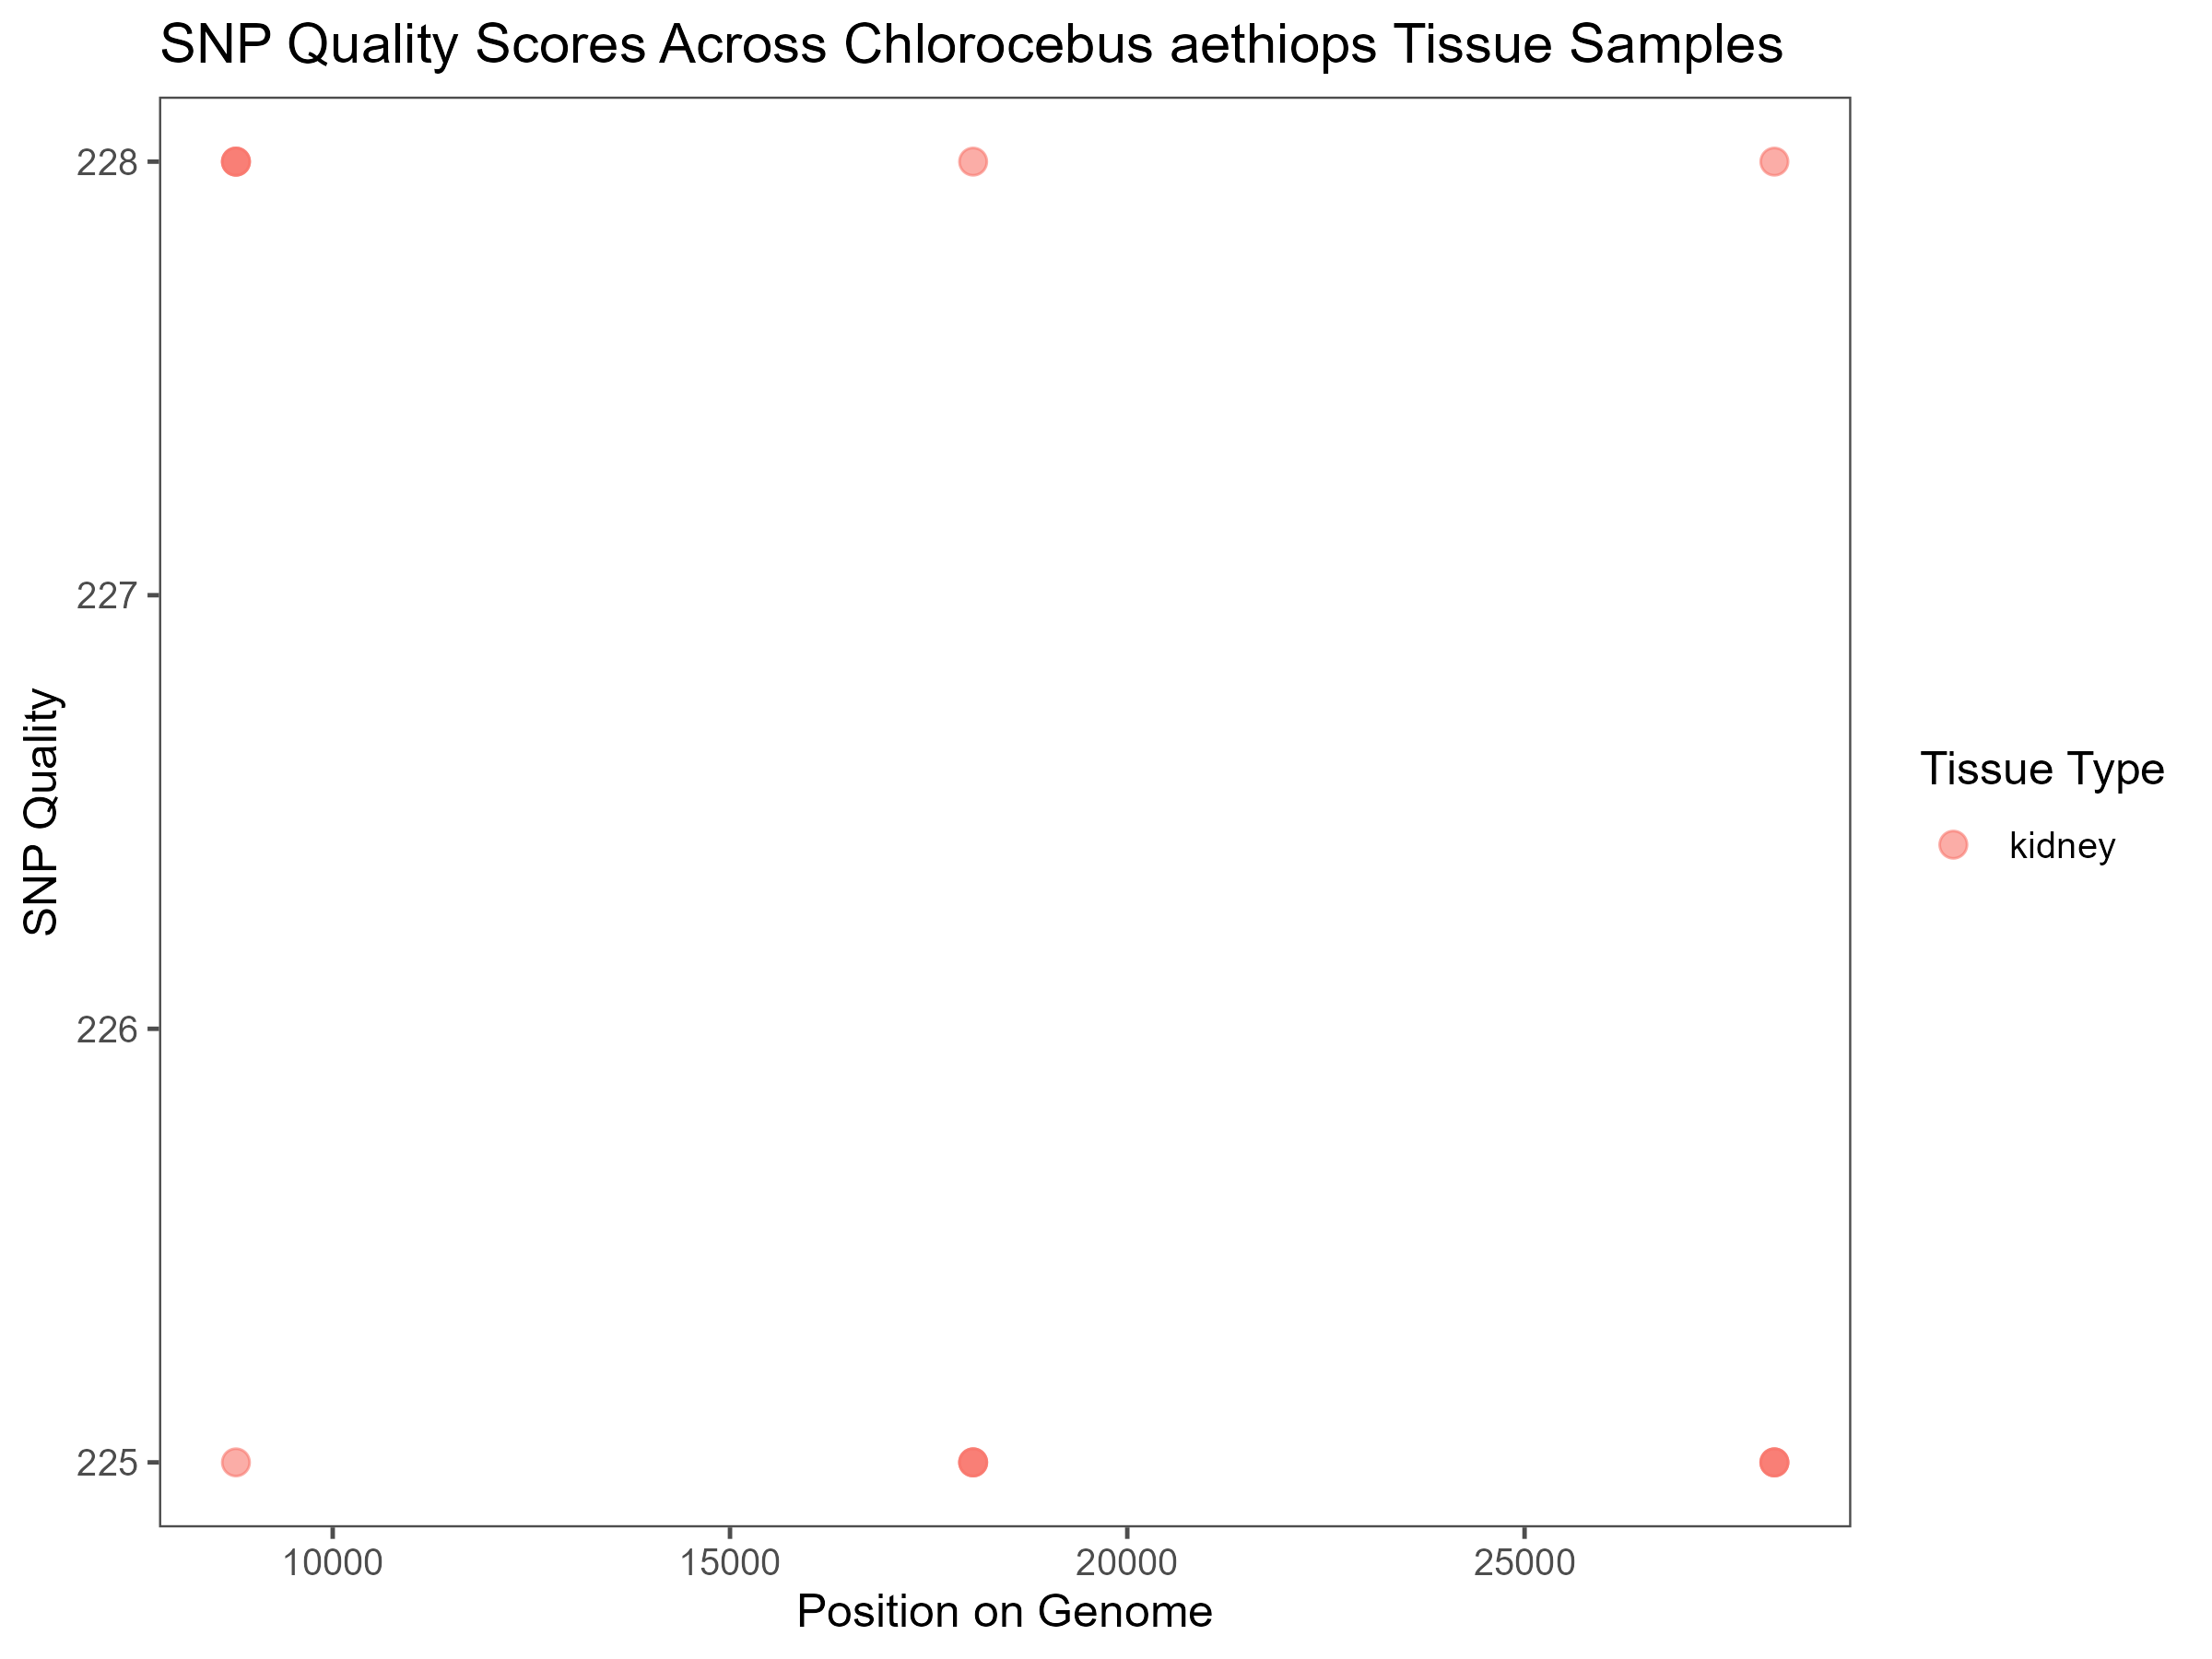 SNP Quality Scores Across Chlorocebus aethiops Tissue Samples
228
227
226
225
SNP Quality
10000 15000 20000 25000
Position on Genome
Tissue Type
kidney